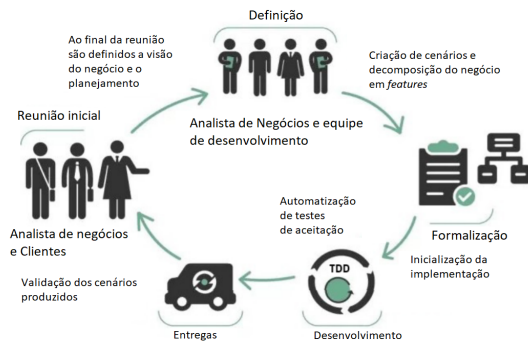 Definição
Ao final da reunião
são definidos a visão
do negócio e o
planejamento
Criação de cenários e
decomposição do negócio
em features
Reunião inicial
Analista de Negócios e equipe
de desenvolvimento
Analista de negócios
e Clientes
Automatização
de testes
de aceitação
Formalização
Inicialização da
implementação
TDD
Validação dos cenários
produzidos
Entregas
Desenvolvimento